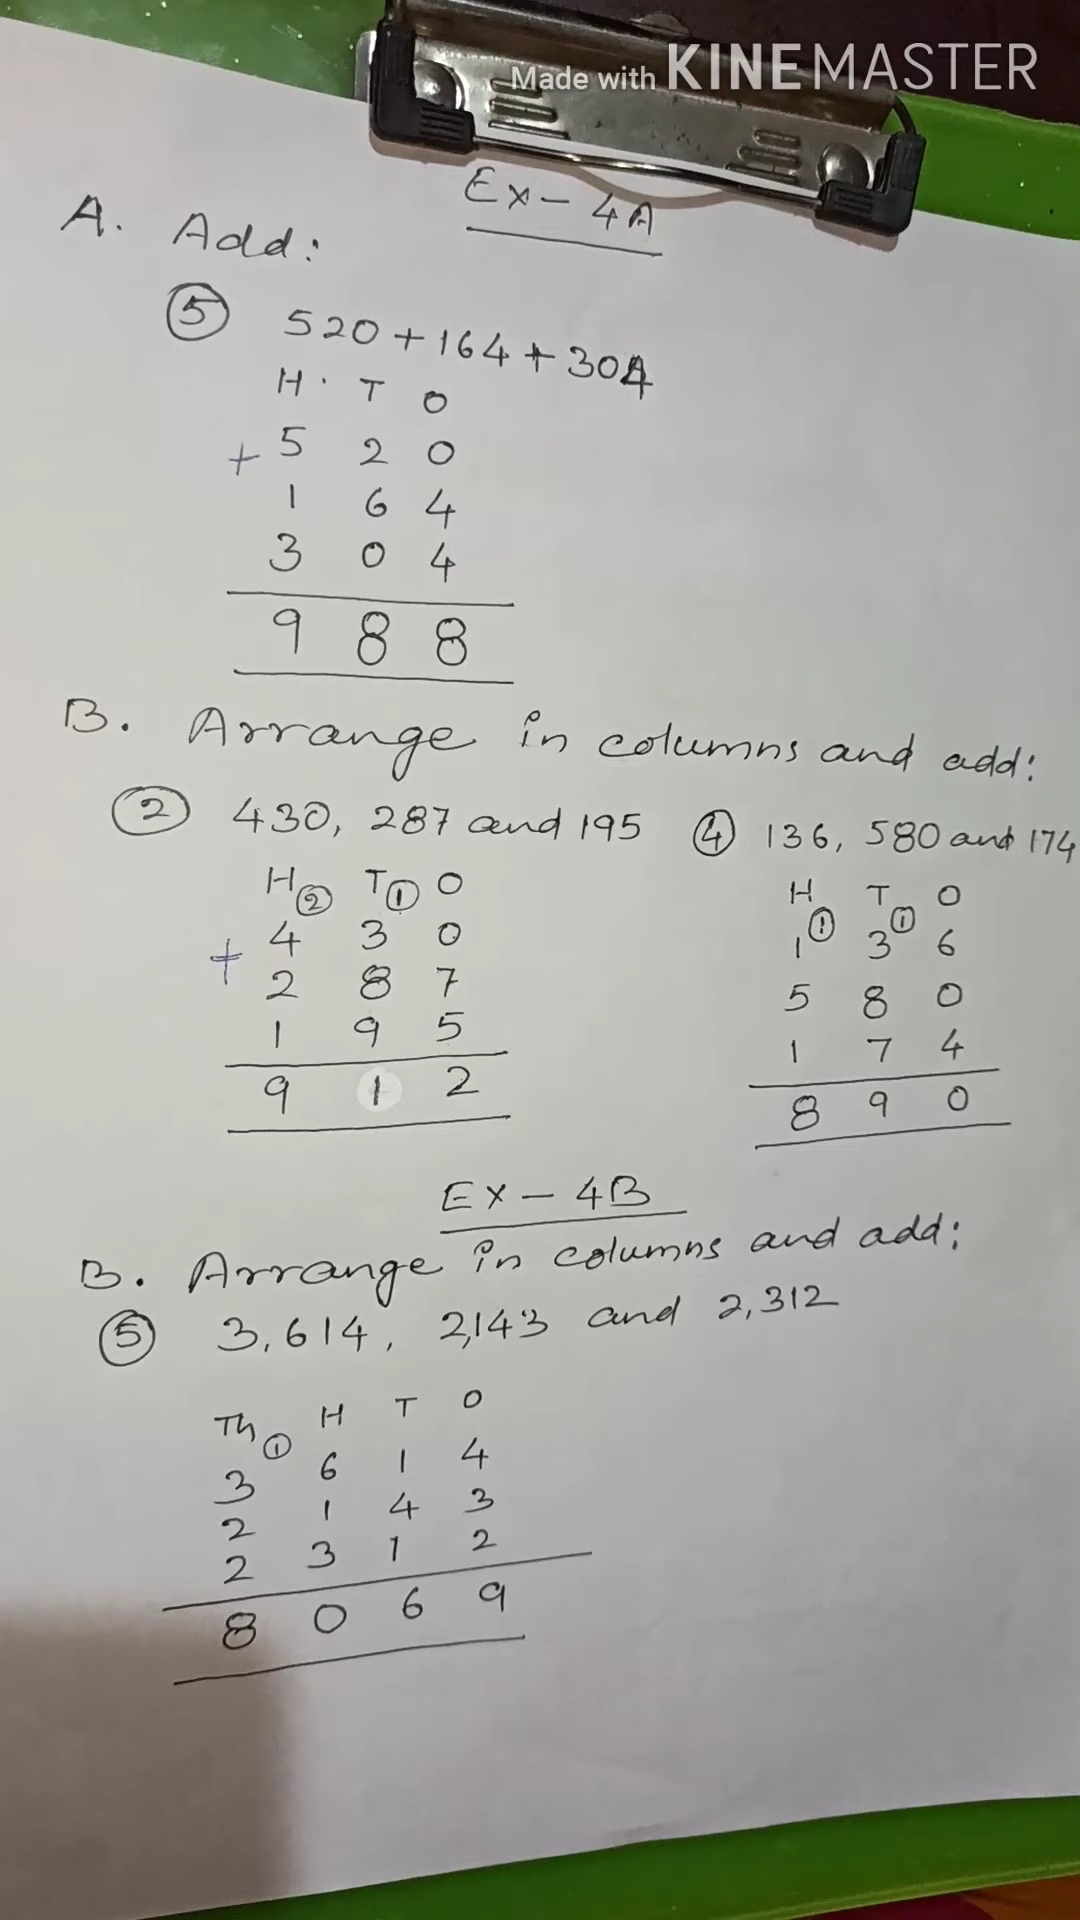 Made with KINEMASTER
Ex-4A
A. Add:
5 520+164+304
H. T O
+ 5 2 0
1 6 4
3 0 4
9 8 8
B. Arrange in columns and add:
2 430, 287 and 195
H 2 T 1 O
+ 4 3 0
2 8 7
1 9 5
9 1 2
4 136, 580 and 174
H T O
1 1 3 1 6
5 8 0
1 7 4
8 9 0
EX-4B
B. Arrange in columns and add:
5 3,614, 2,143 and 2,312
Th 1 H T O
3 6 1 4
2 1 4 3
2 3 1 2
8 0 6 9